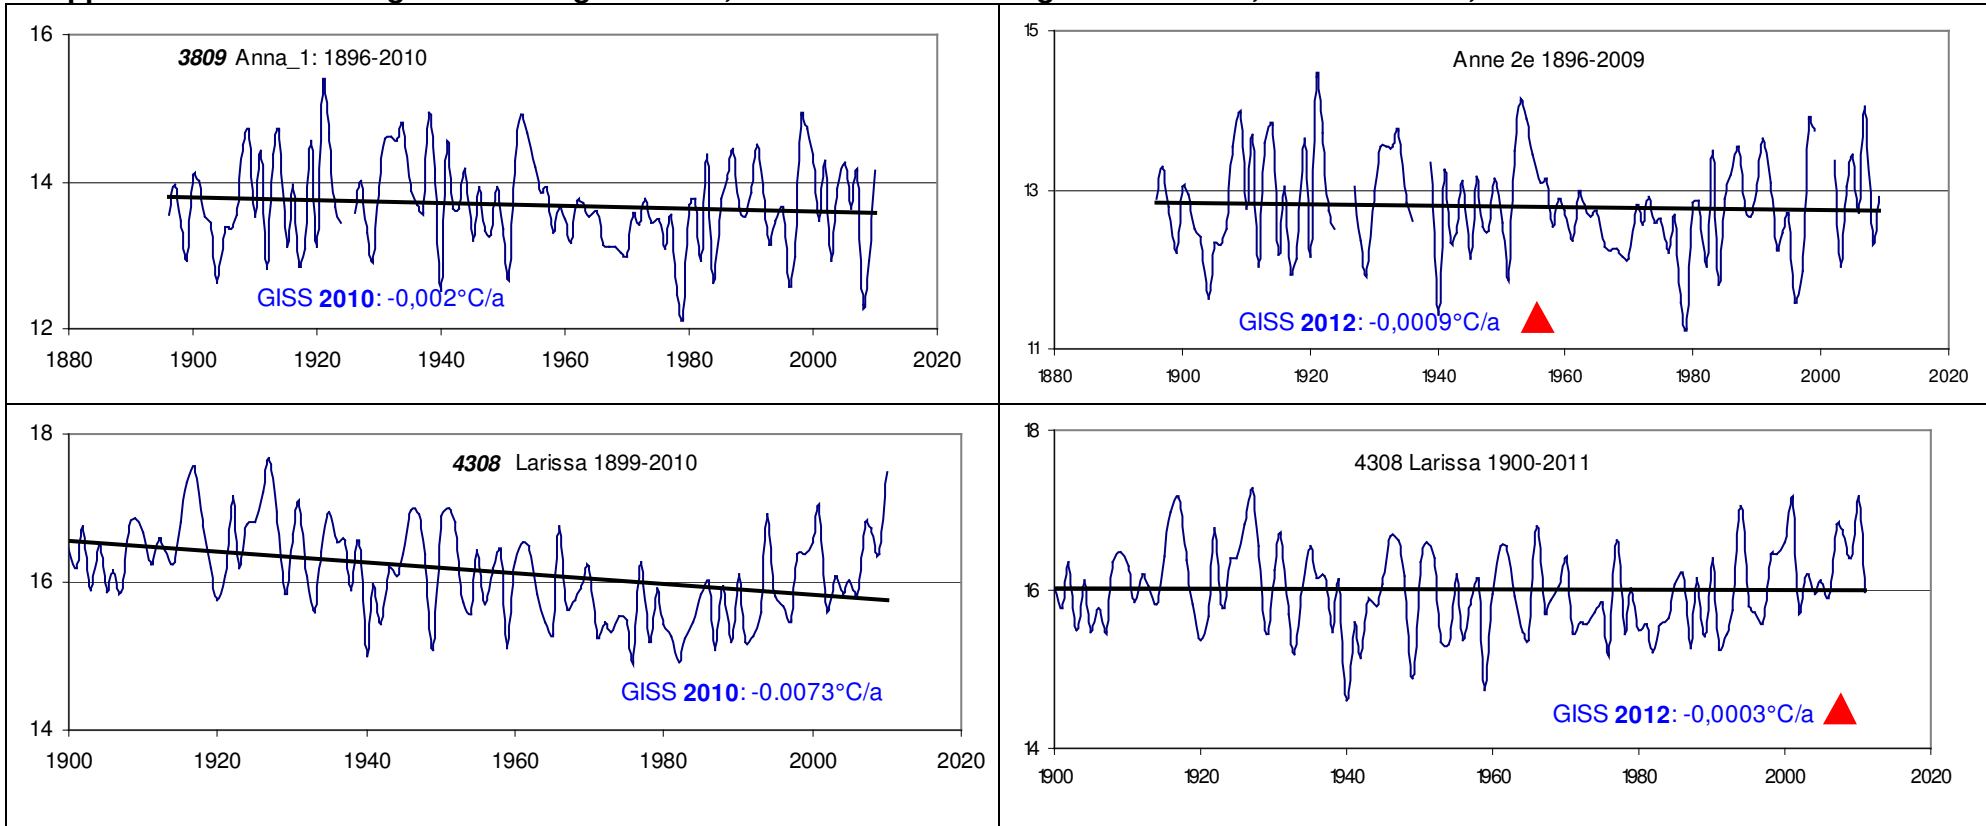 16
3809 Anna_1: 1896-2010
14
GISS 2010: -0,002°C/a
12
1880 1900 1920 1940 1960 1980 2000 2020
15
Anne 2e 1896-2009
13
GISS 2012: -0,0009°C/a
11
1880 1900 1920 1940 1960 1980 2000 2020
18
4308 Larissa 1899-2010
16
GISS 2010: -0.0073°C/a
14
1900 1920 1940 1960 1980 2000 2020
18
4308 Larissa 1900-2011
16
GISS 2012: -0,0003°C/a
14
1900 1920 1940 1960 1980 2000 2020